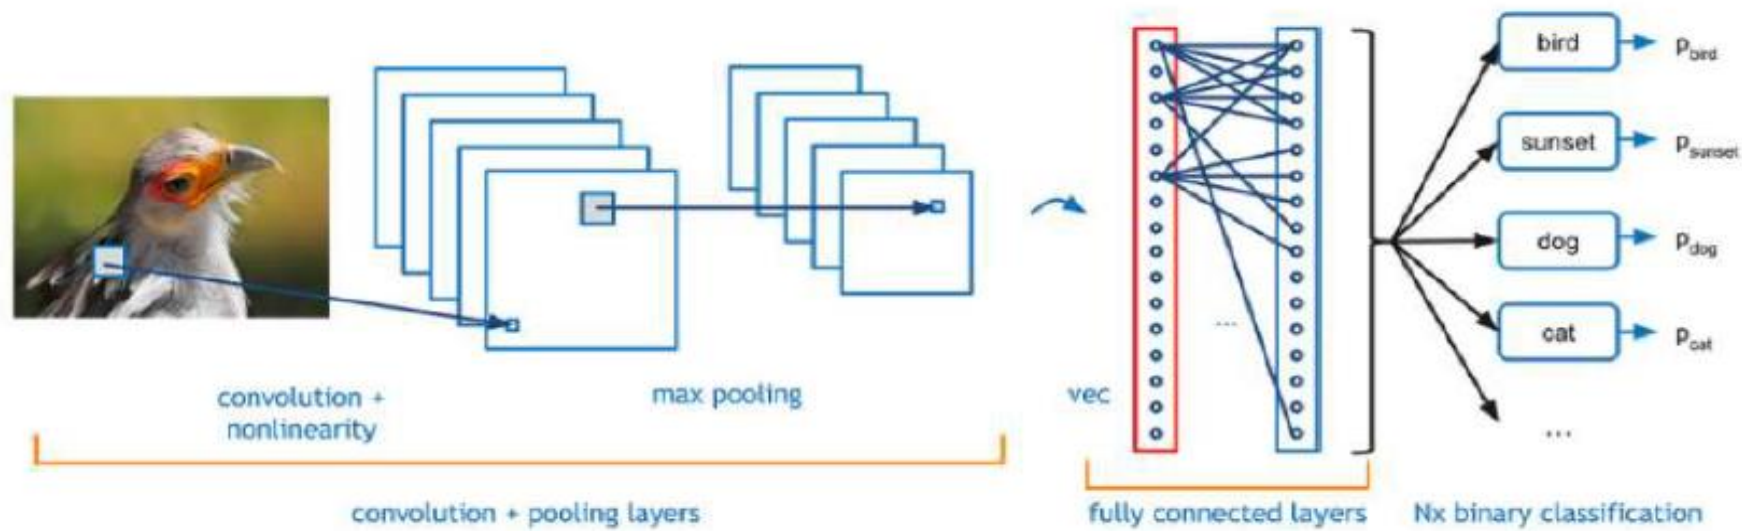 bird
p_bird
sunset
p_sunset
dog
p_dog
cat
p_cat
...
...
convolution +
nonlinearity
max pooling
vec
convolution + pooling layers
fully connected layers
Nx binary classification